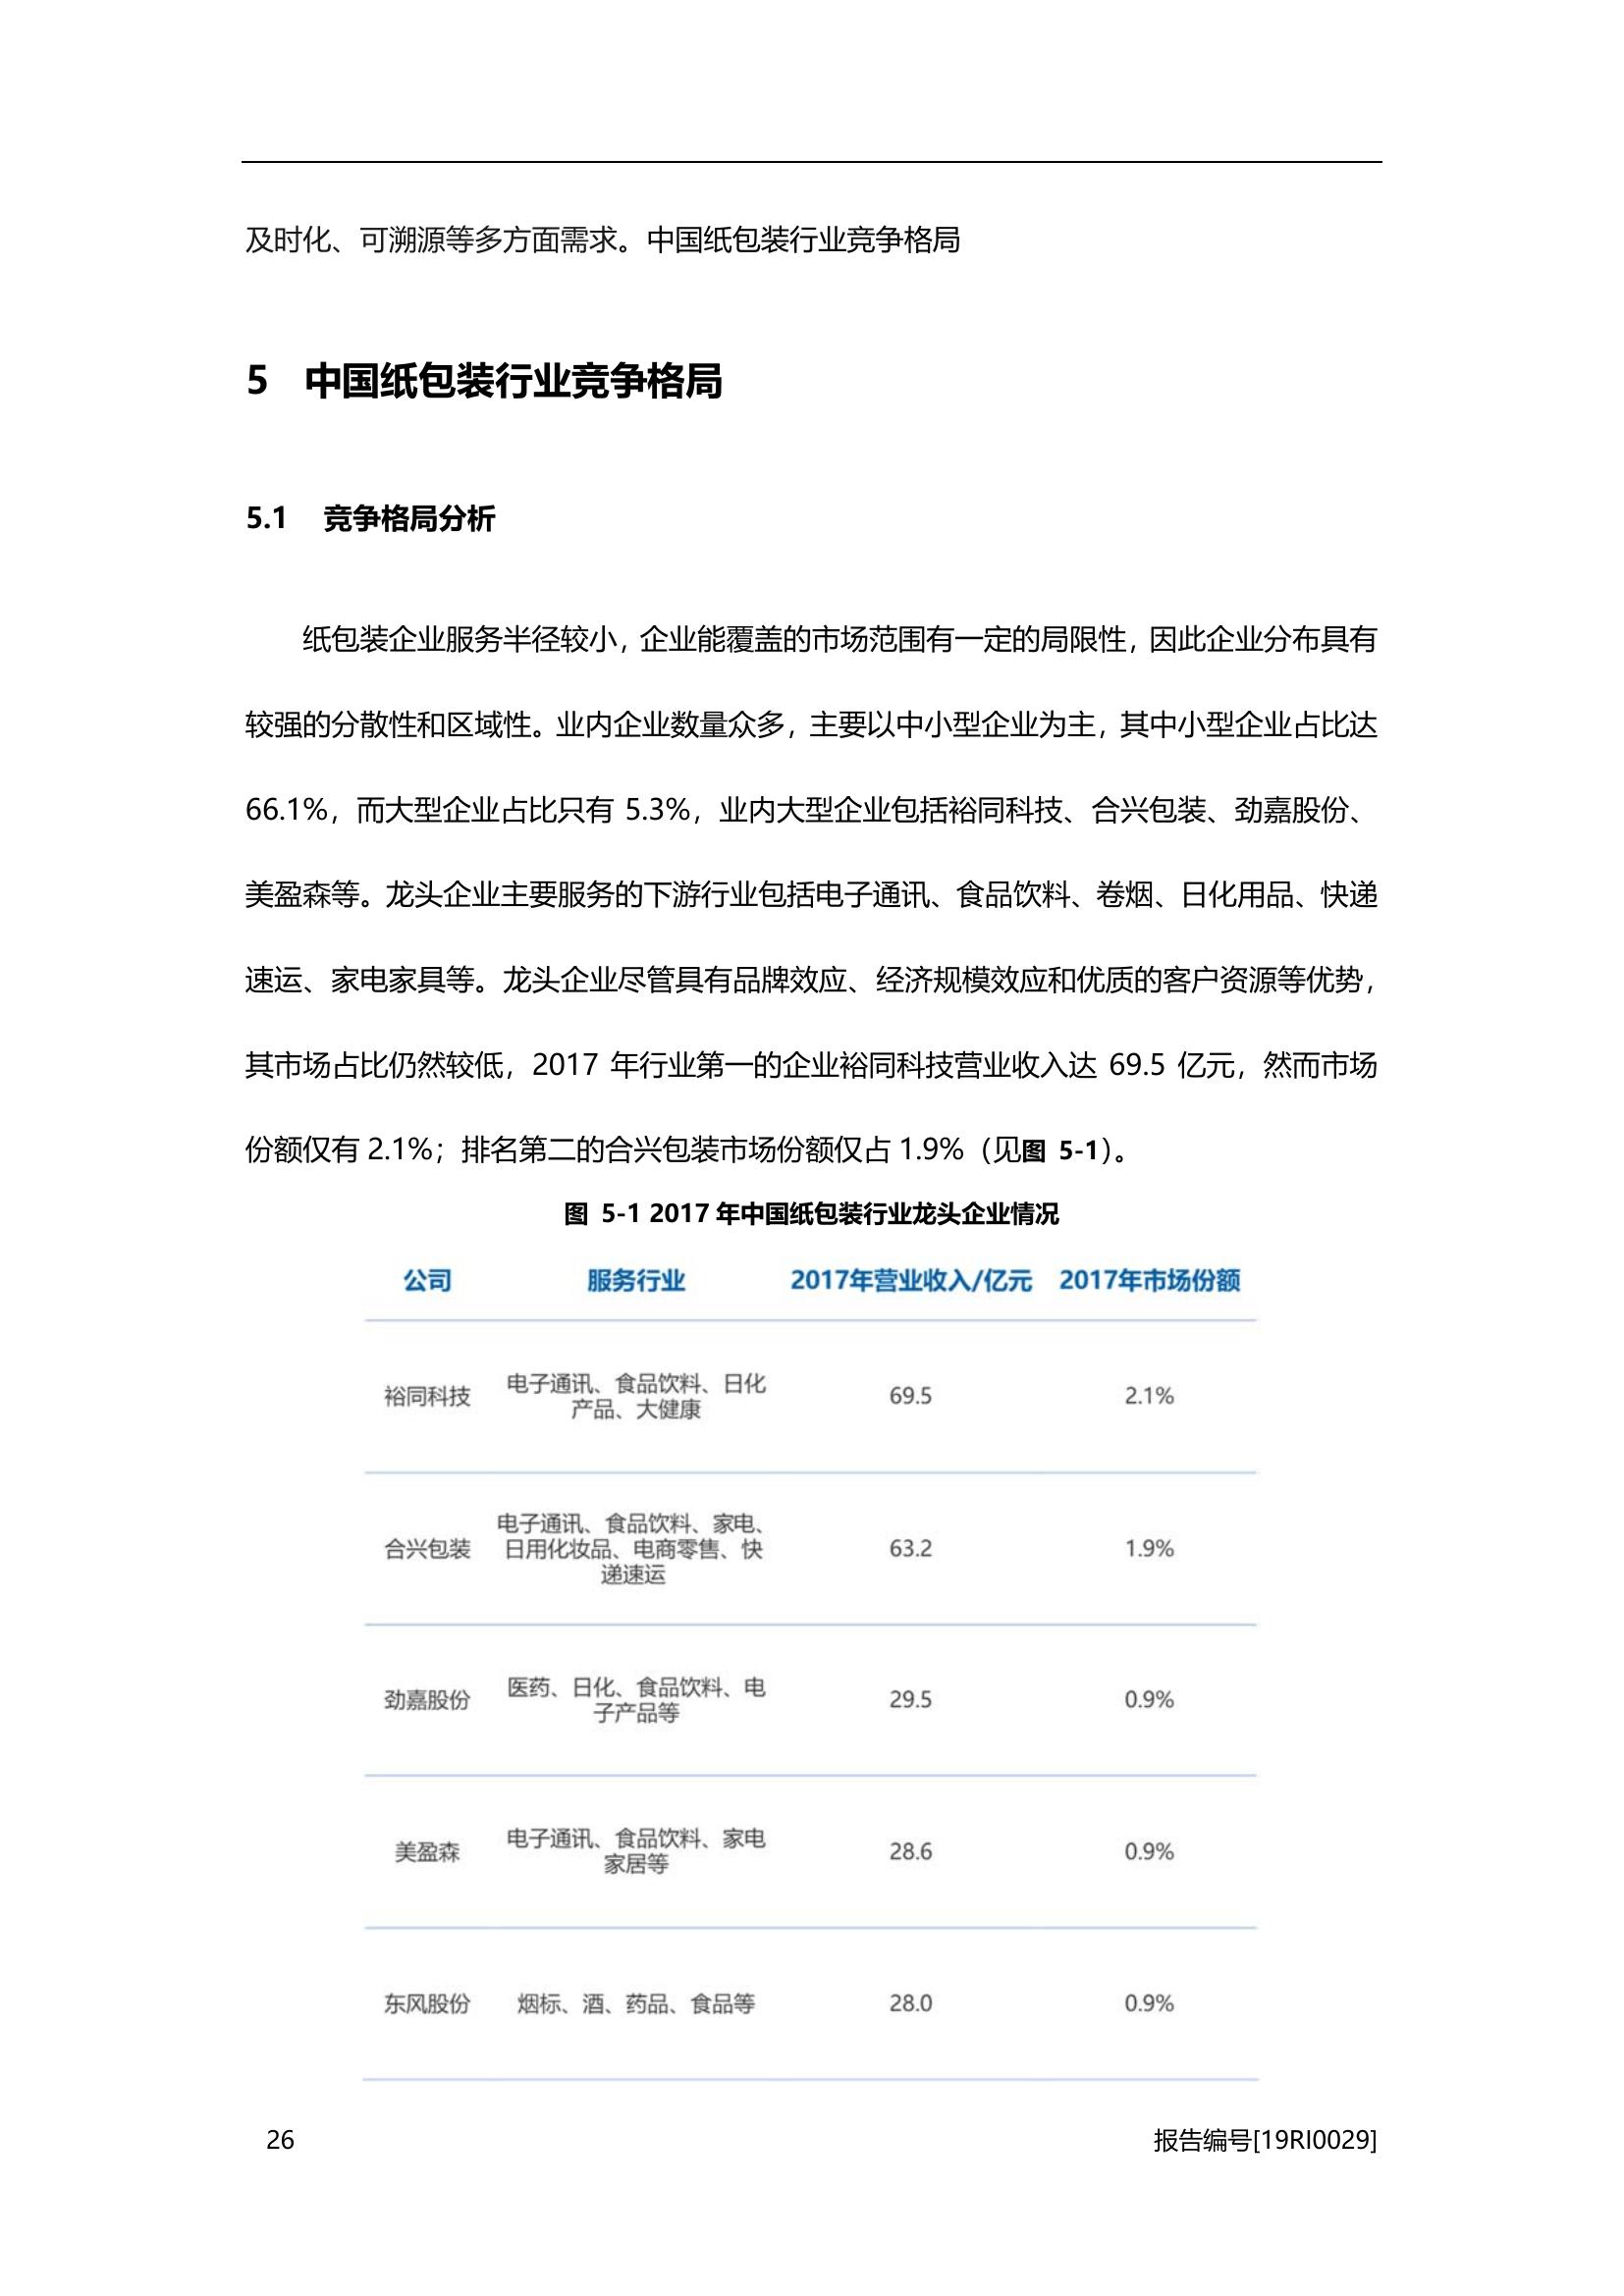 及时化、可溯源等多方面需求。中国纸包装行业竞争格局
5 中国纸包装行业竞争格局
5.1 竞争格局分析
纸包装企业服务半径较小，企业能覆盖的市场范围有一定的局限性，因此企业分布具有
较强的分散性和区域性。业内企业数量众多，主要以中小型企业为主，其中小型企业占比达
66.1%，而大型企业占比只有 5.3%，业内大型企业包括裕同科技、合兴包装、劲嘉股份、
美盈森等。龙头企业主要服务的下游行业包括电子通讯、食品饮料、卷烟、日化用品、快递
速运、家电家具等。龙头企业尽管具有品牌效应、经济规模效应和优质的客户资源等优势，
其市场占比仍然较低，2017 年行业第一的企业裕同科技营业收入达 69.5 亿元，然而市场
份额仅有 2.1%；排名第二的合兴包装市场份额仅占 1.9%（见图 5-1）。
图 5-1 2017 年中国纸包装行业龙头企业情况
公司 服务行业 2017年营业收入/亿元 2017年市场份额
电子通讯、食品饮料、日化
裕同科技 69.5 2.1%
产品、大健康
电子通讯、食品饮料、家电、
合兴包装 日用化妆品、电商零售、快 63.2 1.9%
递速运
医药、日化、食品饮料、电
劲嘉股份 29.5 0.9%
子产品等
电子通讯、食品饮料、家电
美盈森 28.6 0.9%
家居等
东风股份 烟标、酒、药品、食品等 28.0 0.9%
26 报告编号[19RI0029]